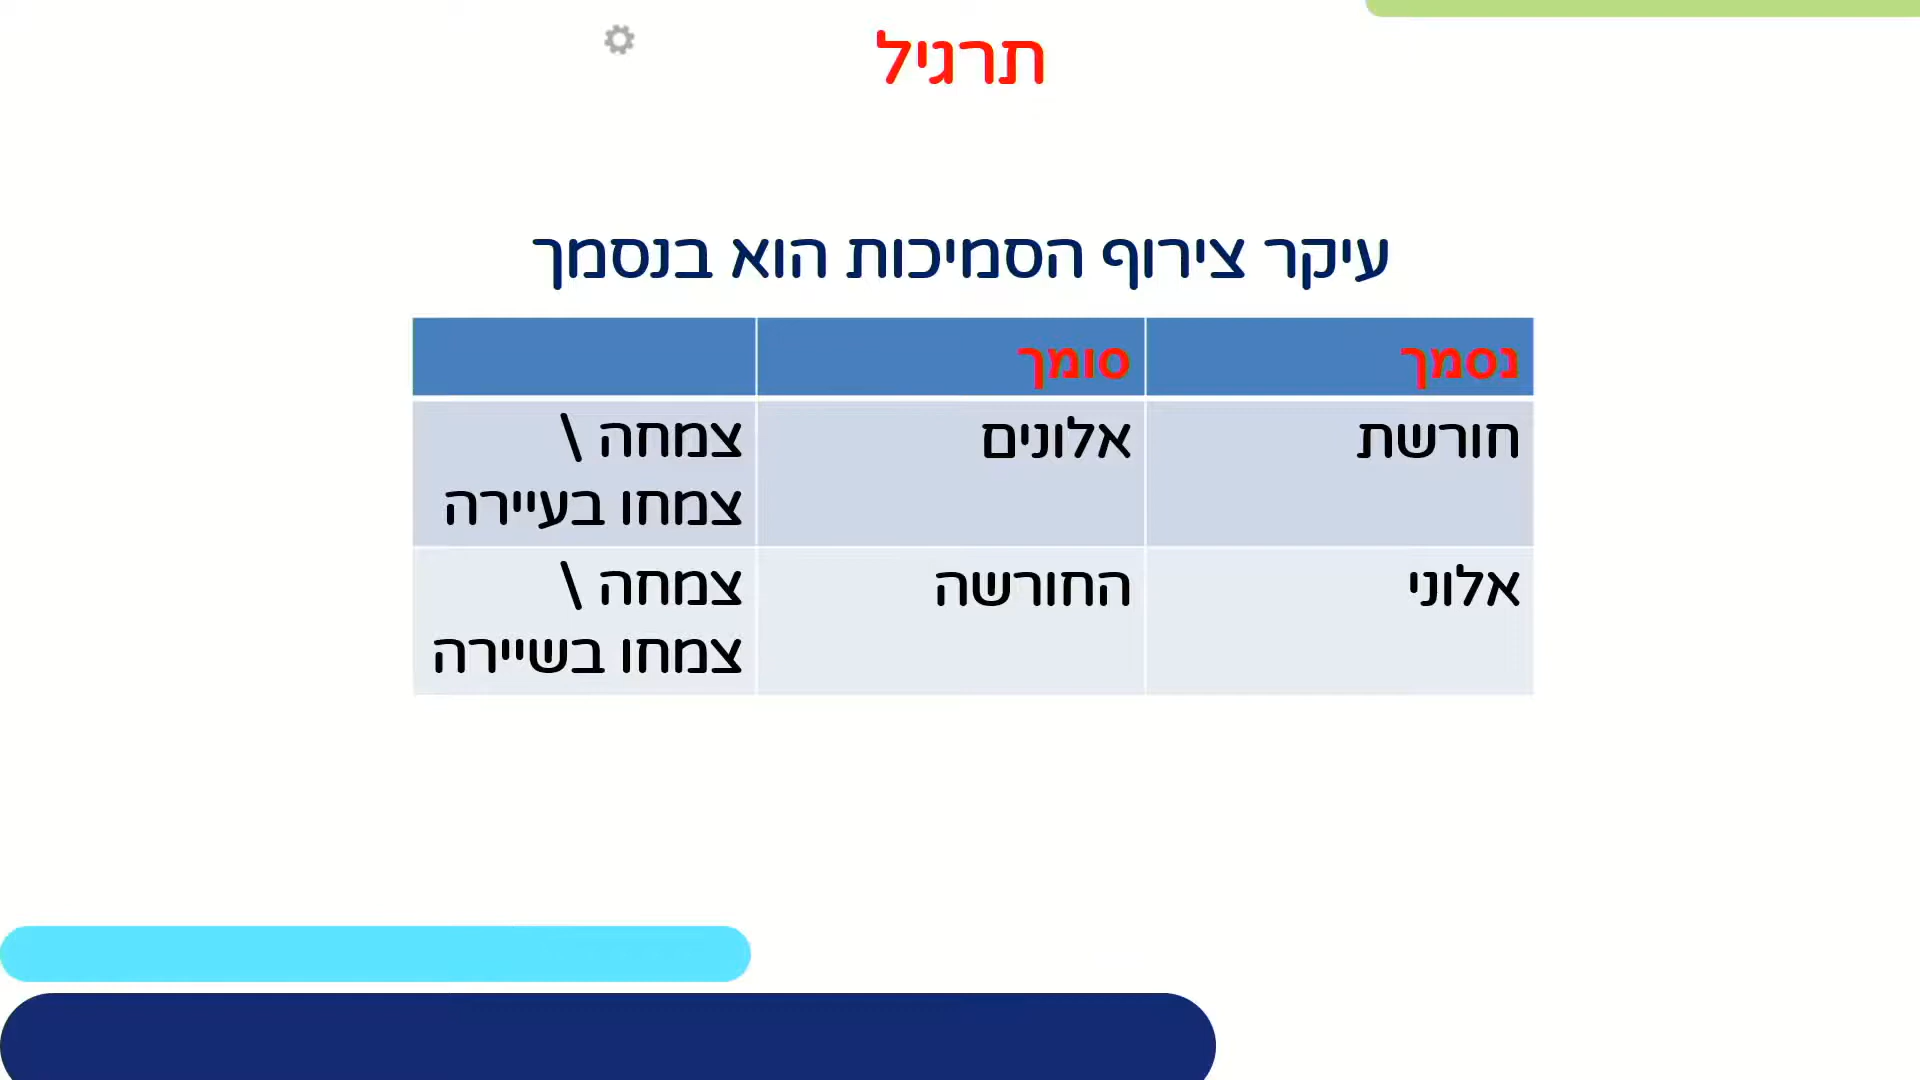 תרגיל
עיקר צירוף הסמיכות הוא בנסמך
נסמך סומך
חורשת אלונים צמחה \
צמחו בעיירה
אלוני החורשה צמחה \
צמחו בשיירה